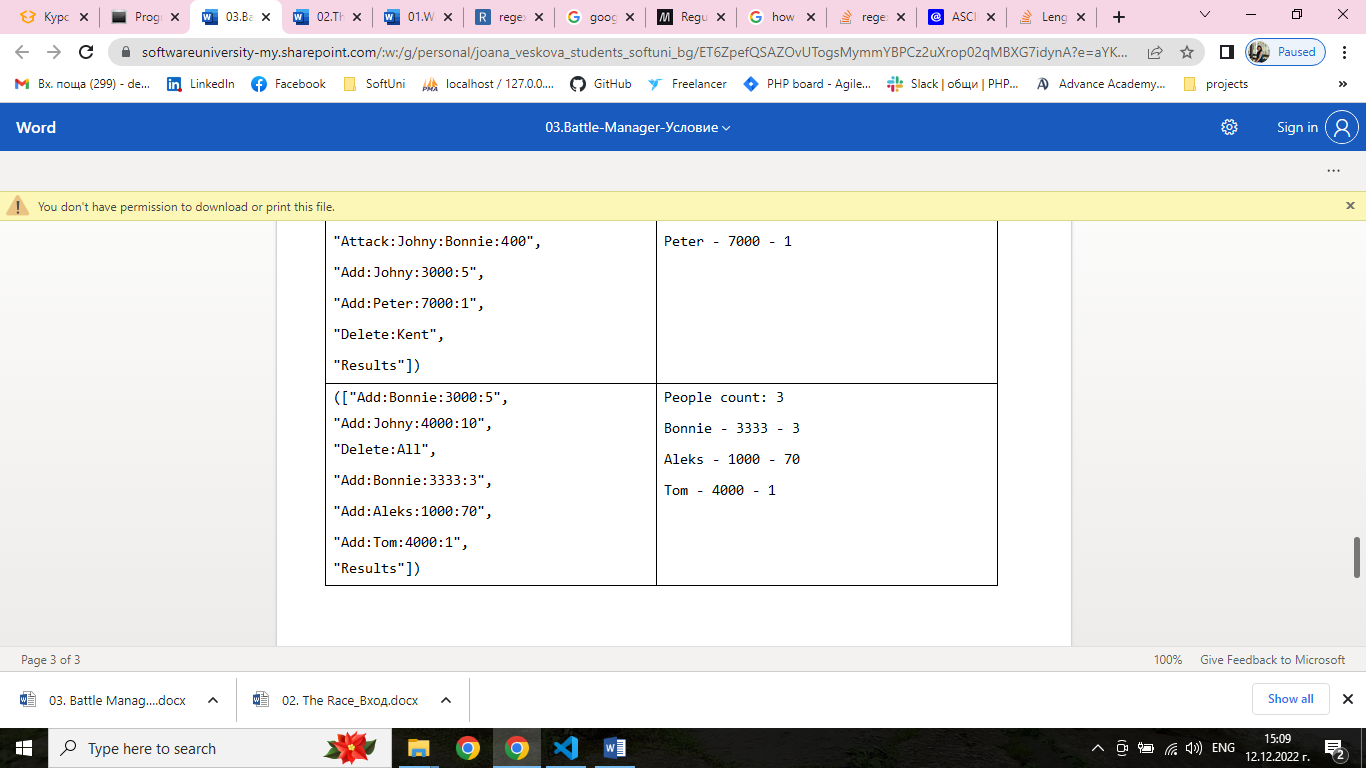 Курс
Progr
03.Ba
02.Th
01.W
regex
goog
Regu
how
regex
ASCI
Leng
softwareuniversity-my.sharepoint.com/:w:/g/personal/joana_veskova_students_softuni_bg/ET6ZpefQSAZOvUTogsMymmYBPCz2uXrop02qMBXG7idynA?e=aYK...
Paused
Вх. поща (299) - de...
LinkedIn
Facebook
SoftUni
localhost / 127.0.0....
GitHub
Freelancer
PHP board - Agile...
Slack | общи | PHP...
Advance Academy...
projects
»
Word
03.Battle-Manager-Условие
Sign in
You don't have permission to download or print this file.
"Attack:Johny:Bonnie:400",
"Add:Johny:3000:5",
"Add:Peter:7000:1",
"Delete:Kent",
"Results"])
Peter - 7000 - 1
(["Add:Bonnie:3000:5",
"Add:Johny:4000:10",
"Delete:All",
"Add:Bonnie:3333:3",
"Add:Aleks:1000:70",
"Add:Tom:4000:1",
"Results"])
People count: 3
Bonnie - 3333 - 3
Aleks - 1000 - 70
Tom - 4000 - 1
Page 3 of 3
100%
Give Feedback to Microsoft
03. Battle Manag....docx
02. The Race_Вход.docx
Show all
Type here to search
ENG
15:09
12.12.2022 г.
2